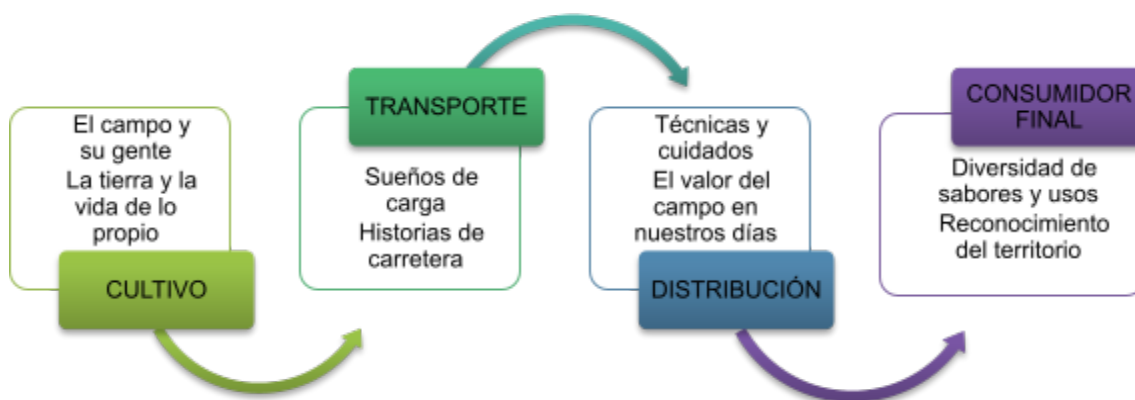 El campo y
su gente
La tierra y la
vida de lo
propio
CULTIVO
TRANSPORTE
Sueños de
carga
Historias de
carretera
Técnicas y
cuidados
El valor del
campo en
nuestros días
DISTRIBUCIÓN
CONSUMIDOR
FINAL
Diversidad de
sabores y usos
Reconocimiento
del territorio